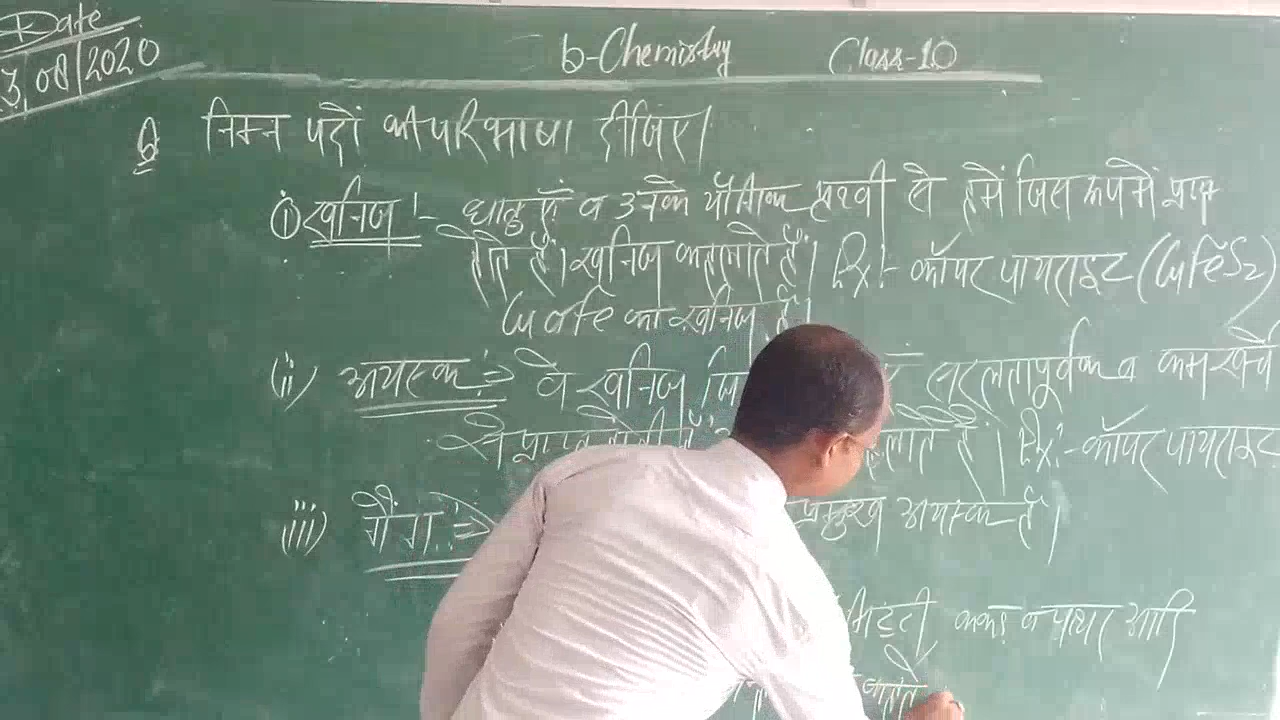 Date
3, 08/2020
b-Chemistry Class-10
Q निम्न पदों की परिभाषा दीजिए।
① खनिज :- धातुएं व उनके यौगिक पृथ्वी से हमें जिस रूप में प्राप्त
होते हैं। खनिज कहलाते हैं। Ex:- कॉपर पायराइट (CuFeS2)
Cu व Fe का खनिज है।
(ii) अयस्क :→ वे खनिज सरलतापूर्वक व कम खर्चे
से प्राप्त होती हैं। Ex:- कॉपर पायराइट
(iii) गैंग :→ प्रमुख अयस्क हैं।
मिट्टी, कंकड व पत्थर आदि
कहते